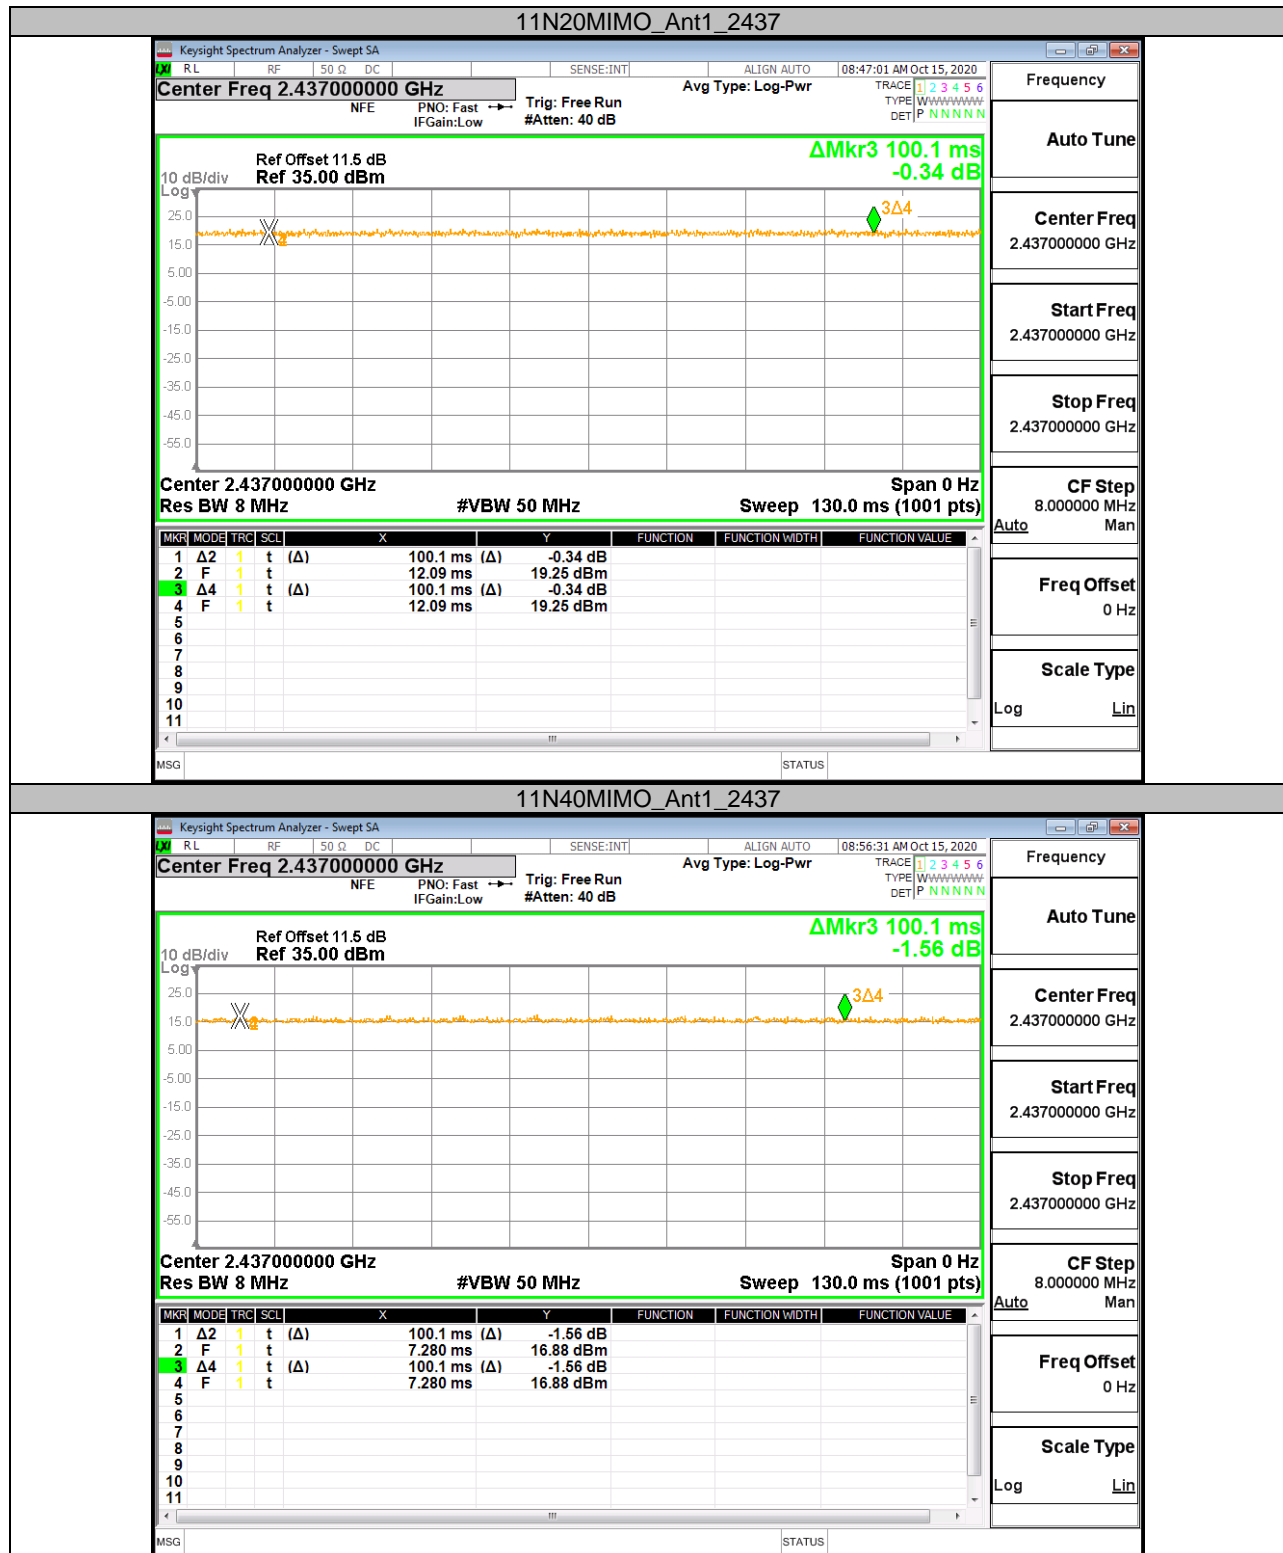 11N20MIMO_Ant1_2437
Keysight Spectrum Analyzer - Swept SA
LXI RL RF 50 Ω DC SENSE:INT ALIGN AUTO 08:47:01 AM Oct 15, 2020
Center Freq 2.437000000 GHz Avg Type: Log-Pwr TRACE 1 2 3 4 5 6
NFE PNO: Fast Trig: Free Run TYPE WWWWWW
IFGain:Low #Atten: 40 dB DET P N N N N N
Frequency
Auto Tune
Center Freq
2.437000000 GHz
Start Freq
2.437000000 GHz
Stop Freq
2.437000000 GHz
CF Step
8.000000 MHz
Auto Man
Freq Offset
0 Hz
Scale Type
Log Lin
ΔMkr3 100.1 ms
-0.34 dB
Ref Offset 11.5 dB
10 dB/div Ref 35.00 dBm
Log
25.0
15.0
5.00
-5.00
-15.0
-25.0
-35.0
-45.0
-55.0
3Δ4
Center 2.437000000 GHz Span 0 Hz
Res BW 8 MHz #VBW 50 MHz Sweep 130.0 ms (1001 pts)
MKR MODE TRC SCL X Y FUNCTION FUNCTION WIDTH FUNCTION VALUE
1 Δ2 1 t (Δ) 100.1 ms (Δ) -0.34 dB
2 F 1 t 12.09 ms 19.25 dBm
3 Δ4 1 t (Δ) 100.1 ms (Δ) -0.34 dB
4 F 1 t 12.09 ms 19.25 dBm
5
6
7
8
9
10
11
MSG STATUS
11N40MIMO_Ant1_2437
Keysight Spectrum Analyzer - Swept SA
LXI RL RF 50 Ω DC SENSE:INT ALIGN AUTO 08:56:31 AM Oct 15, 2020
Center Freq 2.437000000 GHz Avg Type: Log-Pwr TRACE 1 2 3 4 5 6
NFE PNO: Fast Trig: Free Run TYPE WWWWWW
IFGain:Low #Atten: 40 dB DET P N N N N N
Frequency
Auto Tune
Center Freq
2.437000000 GHz
Start Freq
2.437000000 GHz
Stop Freq
2.437000000 GHz
CF Step
8.000000 MHz
Auto Man
Freq Offset
0 Hz
Scale Type
Log Lin
ΔMkr3 100.1 ms
-1.56 dB
Ref Offset 11.5 dB
10 dB/div Ref 35.00 dBm
Log
25.0
15.0
5.00
-5.00
-15.0
-25.0
-35.0
-45.0
-55.0
3Δ4
Center 2.437000000 GHz Span 0 Hz
Res BW 8 MHz #VBW 50 MHz Sweep 130.0 ms (1001 pts)
MKR MODE TRC SCL X Y FUNCTION FUNCTION WIDTH FUNCTION VALUE
1 Δ2 1 t (Δ) 100.1 ms (Δ) -1.56 dB
2 F 1 t 7.280 ms 16.88 dBm
3 Δ4 1 t (Δ) 100.1 ms (Δ) -1.56 dB
4 F 1 t 7.280 ms 16.88 dBm
5
6
7
8
9
10
11
MSG STATUS